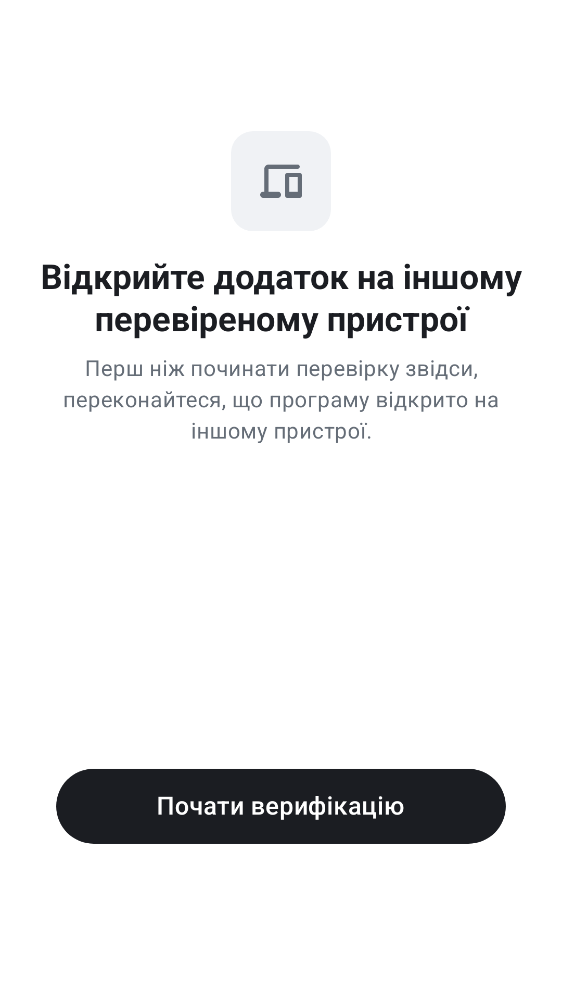 Відкрийте додаток на іншому
перевіреному пристрої
Перш ніж починати перевірку звідси,
переконайтеся, що програму відкрито на
іншому пристрої.
Почати верифікацію